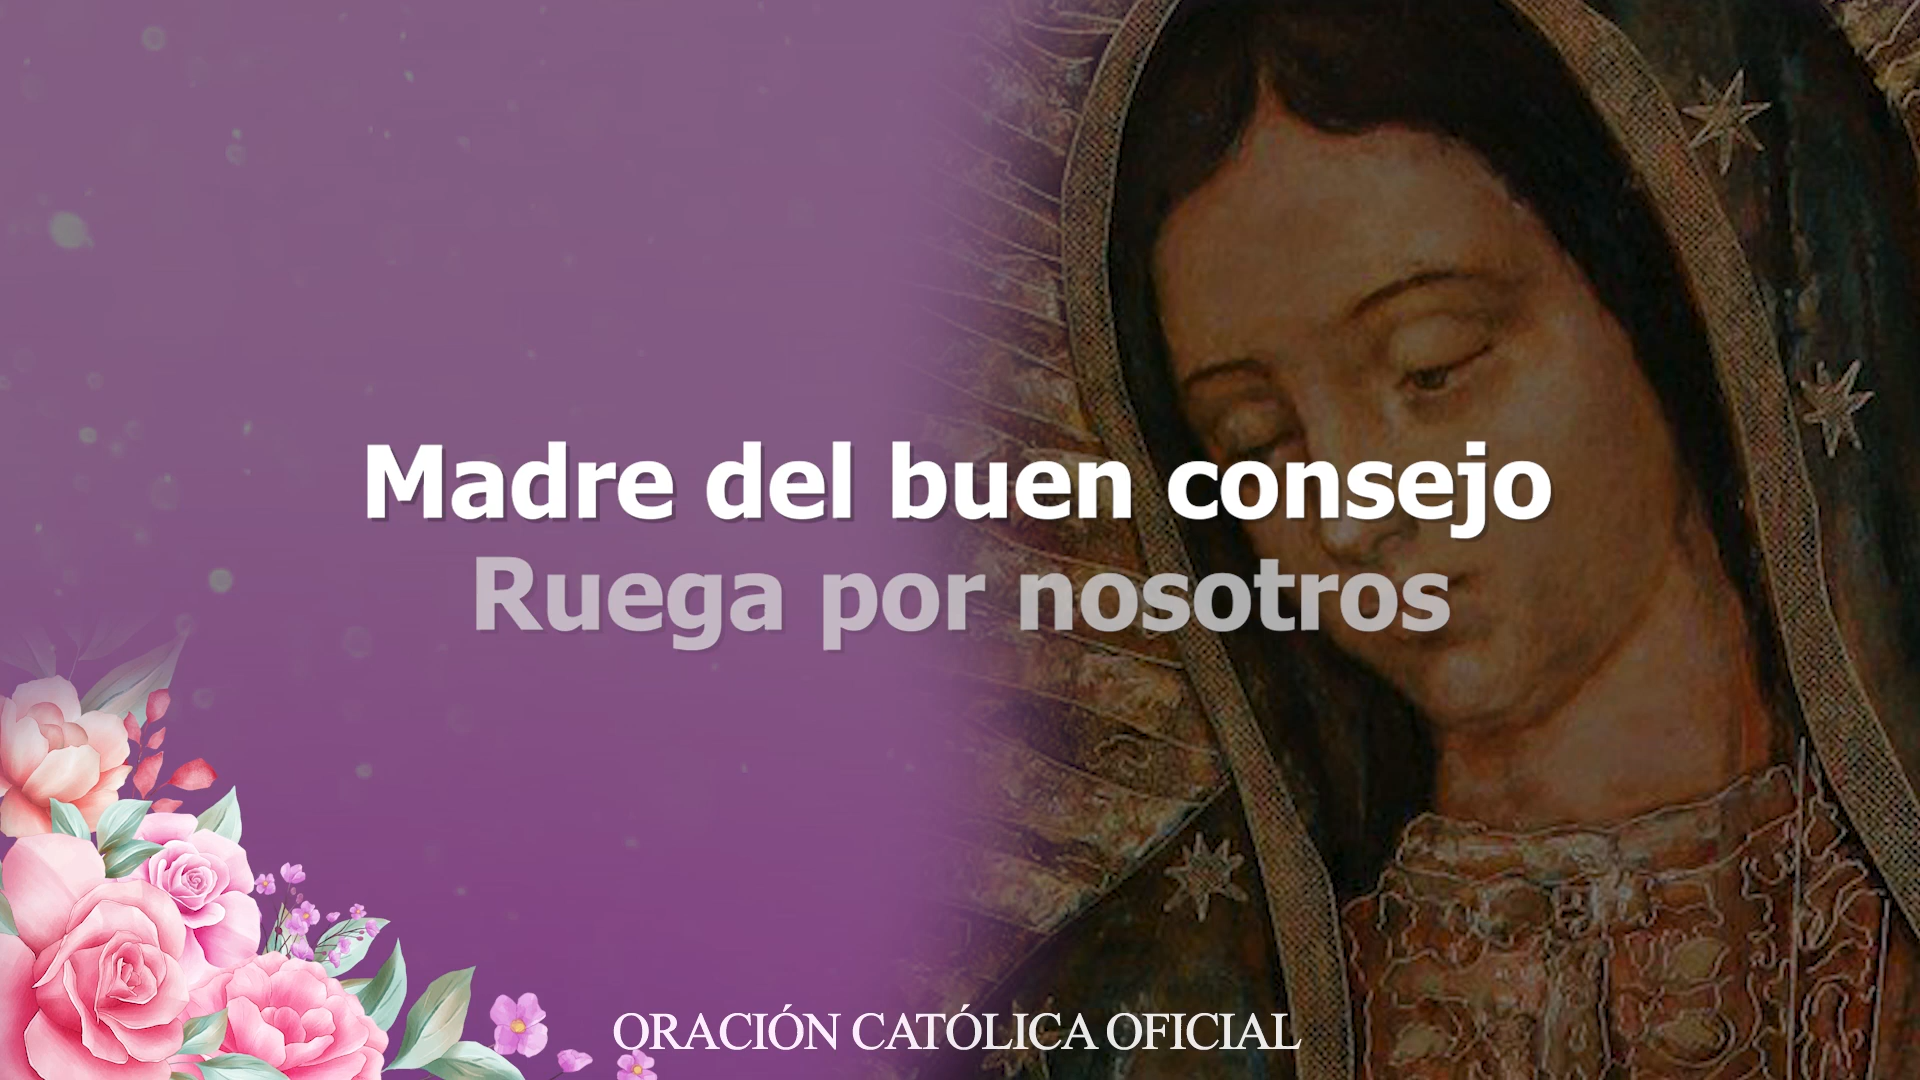 Madre del buen consejo
Ruega por nosotros
ORACIÓN CATÓLICA OFICIAL